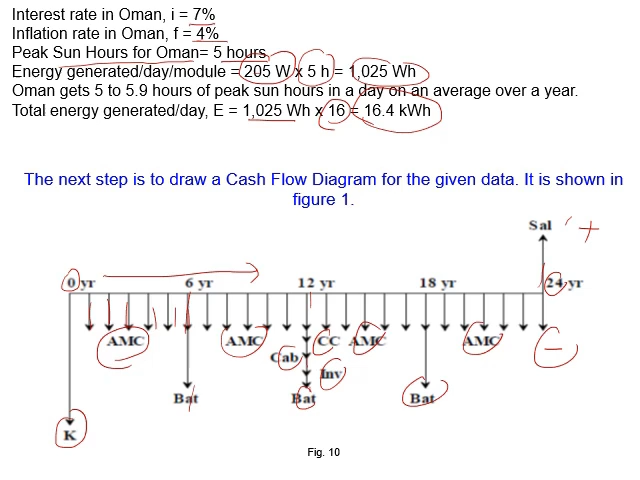 Interest rate in Oman, i = 7%
Inflation rate in Oman, f = 4%
Peak Sun Hours for Oman= 5 hours
Energy generated/day/module = 205 W x 5 h = 1,025 Wh
Oman gets 5 to 5.9 hours of peak sun hours in a day on an average over a year.
Total energy generated/day, E = 1,025 Wh x 16 = 16.4 kWh
The next step is to draw a Cash Flow Diagram for the given data. It is shown in
figure 1.
Sal +
0 yr 6 yr 12 yr 18 yr 24 yr
AMC AMC CC AMC AMC −
Cab
Inv
Bat Bat Bat
K
Fig. 10